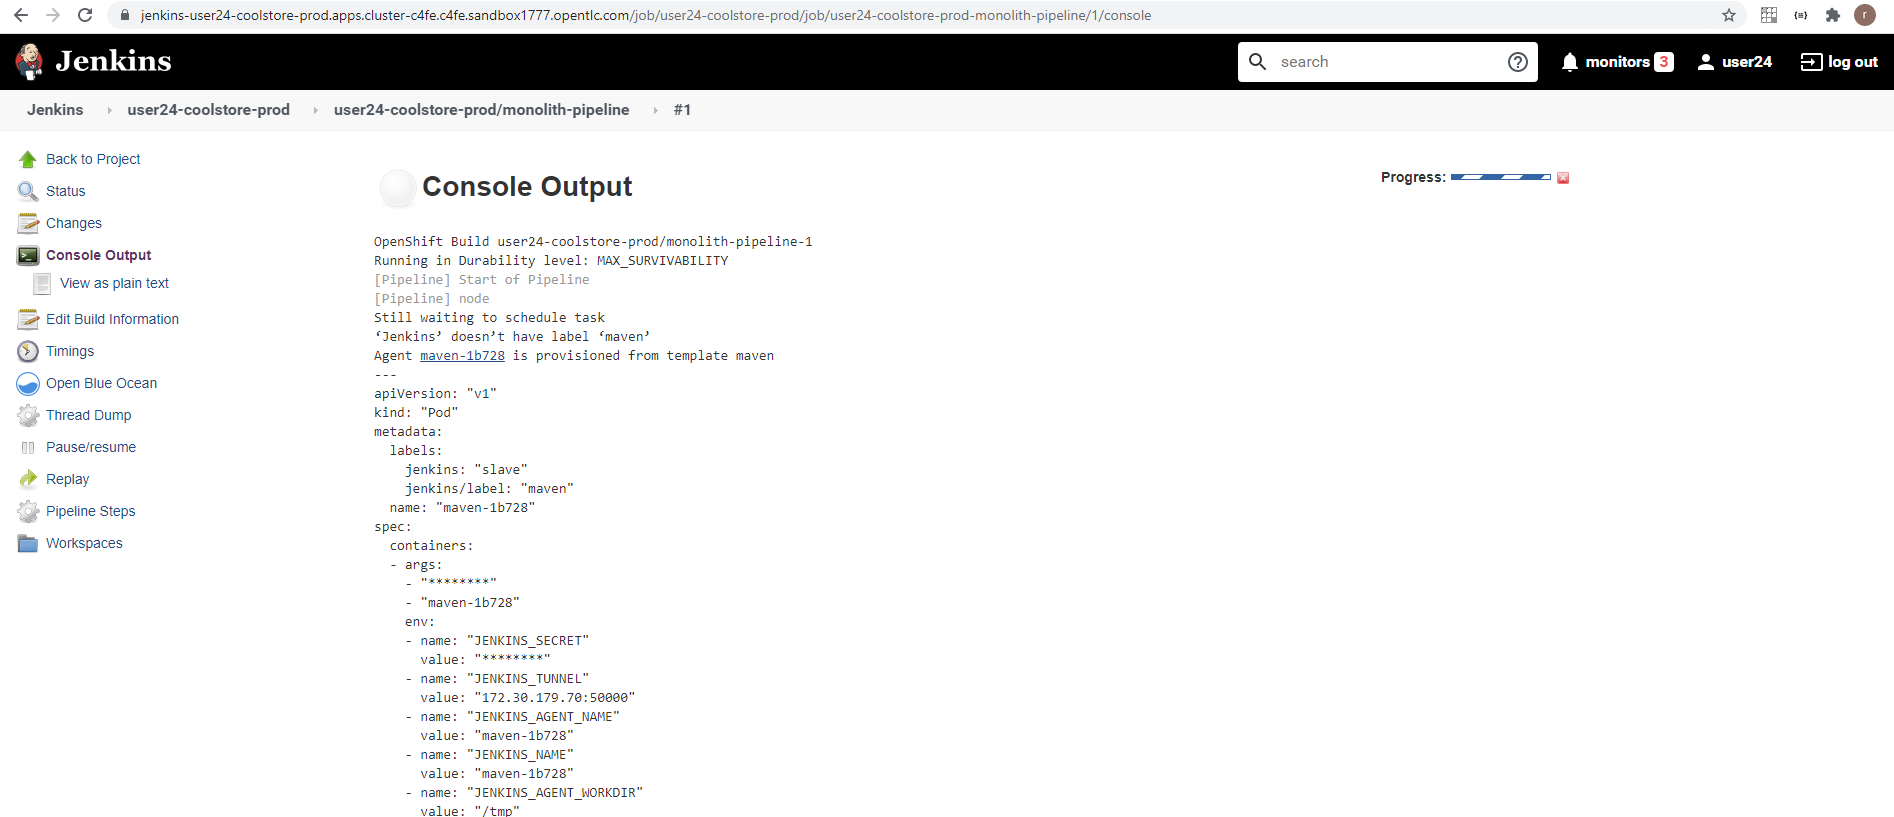 jenkins-user24-coolstore-prod.apps.cluster-c4fe.c4fe.sandbox1777.opentlc.com/job/user24-coolstore-prod/job/user24-coolstore-prod-monolith-pipeline/1/console
r
Jenkins
search
monitors 3
user24
log out
Jenkins
user24-coolstore-prod
user24-coolstore-prod/monolith-pipeline
#1
Back to Project
Status
Changes
Console Output
View as plain text
Edit Build Information
Timings
Open Blue Ocean
Thread Dump
Pause/resume
Replay
Pipeline Steps
Workspaces
Console Output
Progress:
OpenShift Build user24-coolstore-prod/monolith-pipeline-1
Running in Durability level: MAX_SURVIVABILITY
[Pipeline] Start of Pipeline
[Pipeline] node
Still waiting to schedule task
‘Jenkins’ doesn’t have label ‘maven’
Agent maven-1b728 is provisioned from template maven
---
apiVersion: "v1"
kind: "Pod"
metadata:
  labels:
    jenkins: "slave"
    jenkins/label: "maven"
  name: "maven-1b728"
spec:
  containers:
  - args:
    - "********"
    - "maven-1b728"
    env:
    - name: "JENKINS_SECRET"
      value: "********"
    - name: "JENKINS_TUNNEL"
      value: "172.30.179.70:50000"
    - name: "JENKINS_AGENT_NAME"
      value: "maven-1b728"
    - name: "JENKINS_NAME"
      value: "maven-1b728"
    - name: "JENKINS_AGENT_WORKDIR"
      value: "/tmp"